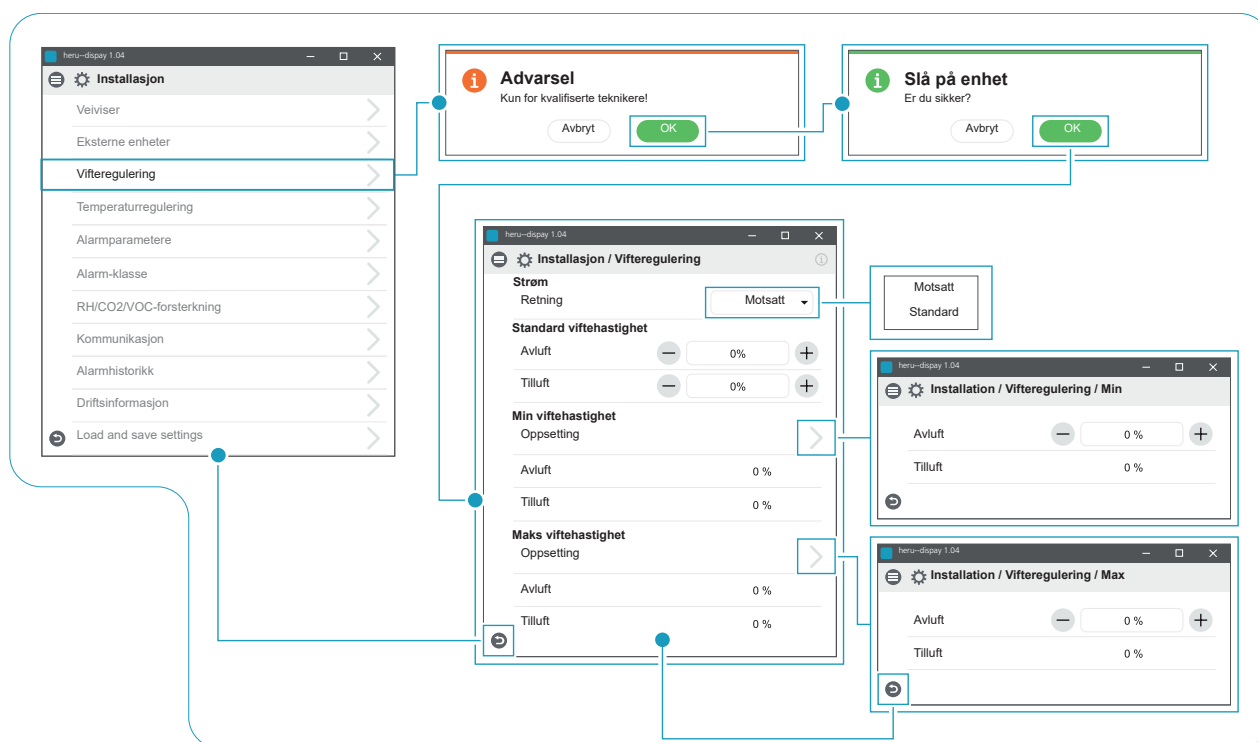 heru-dispay 1.04
Installasjon
Veiviser
Eksterne enheter
Vifteregulering
Temperaturregulering
Alarmparametere
Alarm-klasse
RH/CO2/VOC-forsterkning
Kommunikasjon
Alarmhistorikk
Driftsinformasjon
Load and save settings
Advarsel
Kun for kvalifiserte teknikere!
Avbryt OK
Slå på enhet
Er du sikker?
Avbryt OK
heru-dispay 1.04
Installasjon / Vifteregulering
Strøm
Retning Motsatt
Standard viftehastighet
Avluft 0%
Tilluft 0%
Min viftehastighet
Oppsetting
Avluft 0 %
Tilluft 0 %
Maks viftehastighet
Oppsetting
Avluft 0 %
Tilluft 0 %
Motsatt
Standard
heru-dispay 1.04
Installation / Vifteregulering / Min
Avluft 0 %
Tilluft 0 %
heru-dispay 1.04
Installation / Vifteregulering / Max
Avluft 0 %
Tilluft 0 %